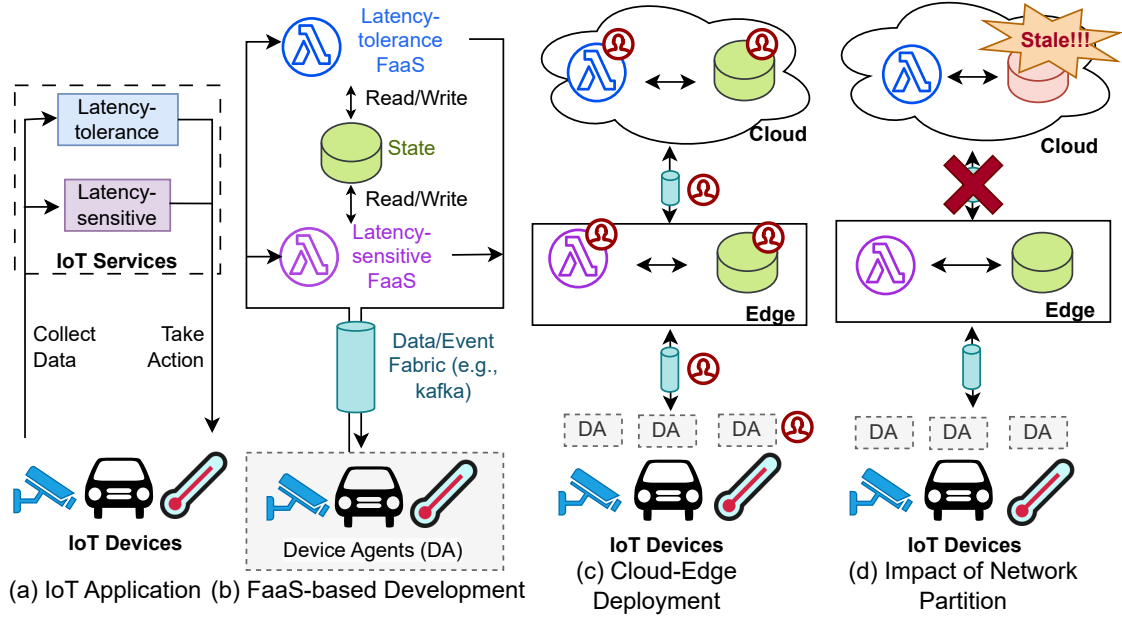 Latency-
tolerance
Latency-
sensitive
IoT Services
Collect
Data
Take
Action
IoT Devices
(a) IoT Application
Latency-
tolerance
FaaS
Read/Write
State
Read/Write
Latency-
sensitive
FaaS
Data/Event
Fabric (e.g.,
kafka)
Device Agents (DA)
(b) FaaS-based Development
Cloud
Edge
DA
DA
DA
IoT Devices
(c) Cloud-Edge
Deployment
Stale!!!
Cloud
Edge
DA
DA
DA
IoT Devices
(d) Impact of Network
Partition